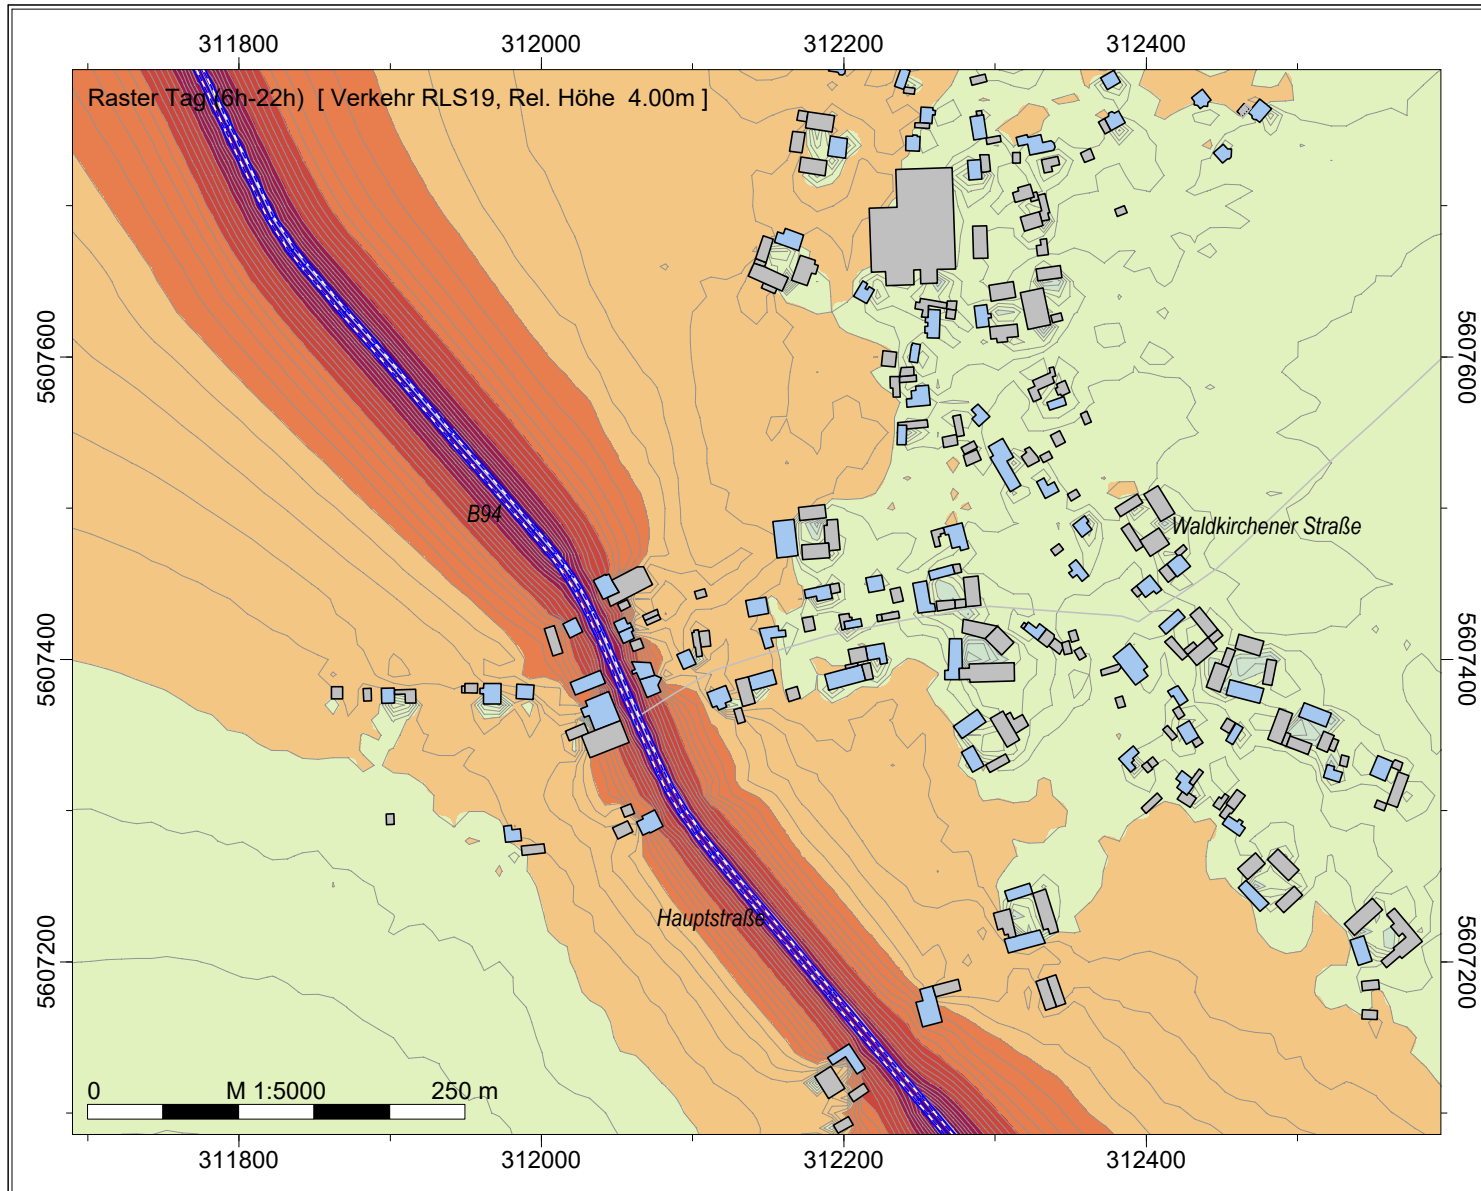 311800 312000 312200 312400
Raster Tag (6h-22h) [ Verkehr RLS19, Rel. Höhe 4.00m ]
5607600 5607600
B94
Waldkirchener Straße
5607400 5607400
Hauptstraße
5607200 5607200
0 M 1:5000 250 m
311800 312000 312200 312400